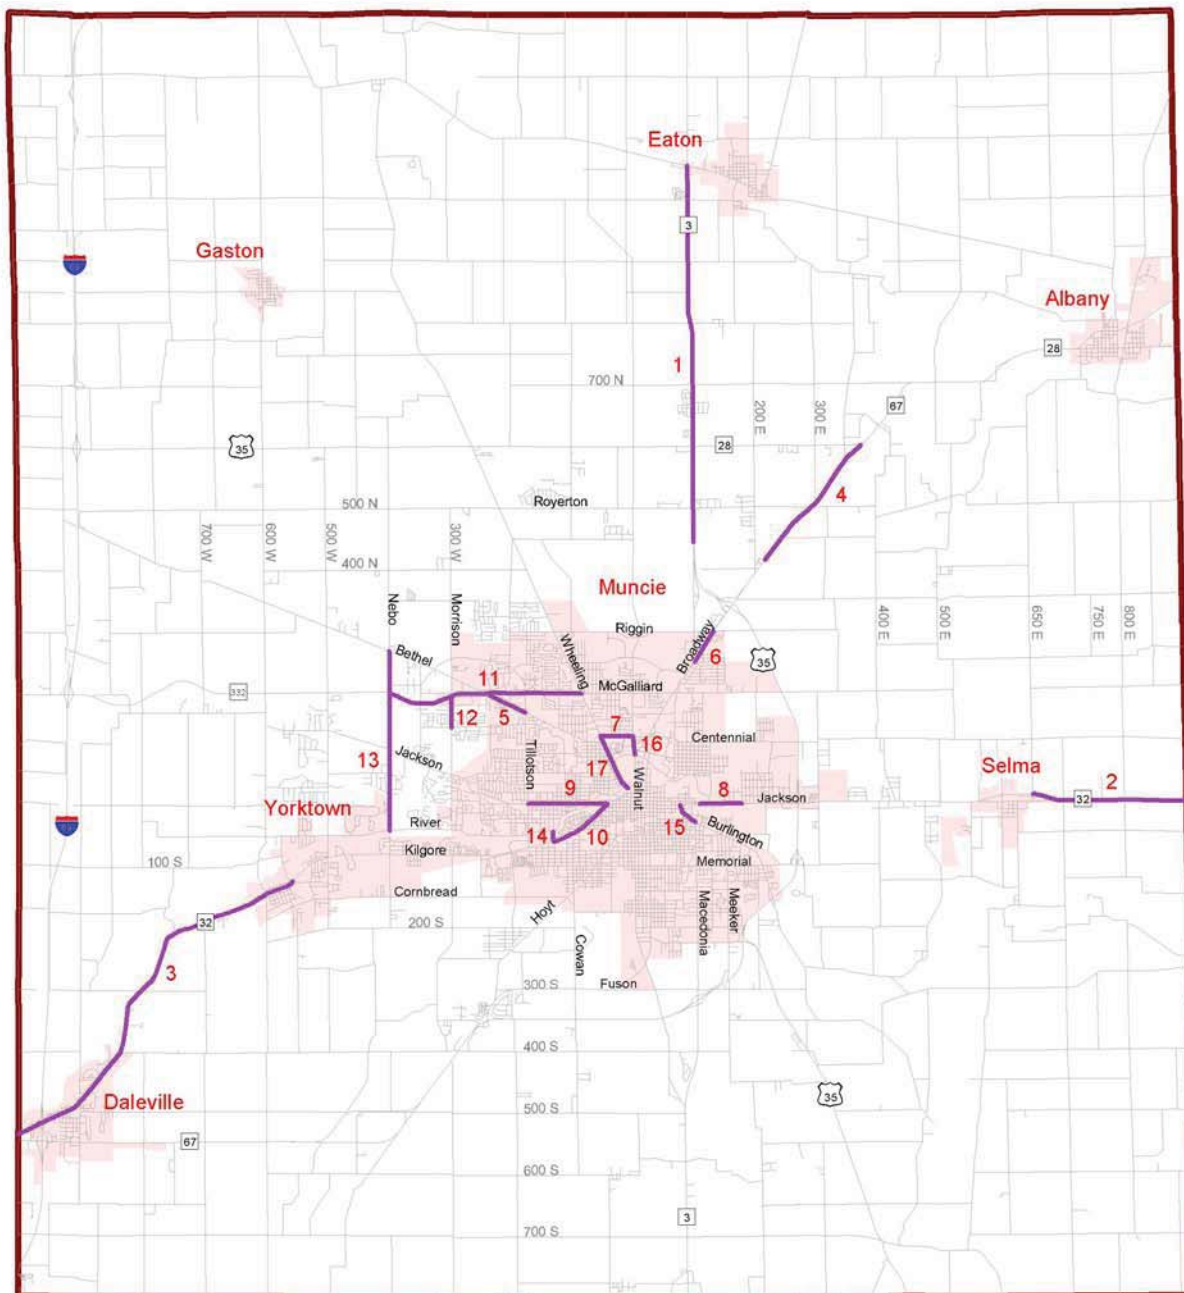 Eaton
3
Gaston
Albany
28
1
700 N
67
200 E
300 E
35
28
4
Royerton
500 N
700 W
600 W
500 W
300 W
400 N
Muncie
Nebo
Morrison
Riggin
Broadway
6
35
400 E
500 E
650 E
750 E
800 E
Bethel
Wheeling
332
11
McGalliard
12
5
7
16
Centennial
13
Jackson
Tillotson
17
Walnut
Selma
2
9
8
Jackson
32
Yorktown
River
14
10
15
Burlington
Kilgore
100 S
Memorial
Cornbread
32
200 S
Hoyt
Macedonia
Meeker
Cowan
3
300 S
Fuson
400 S
Daleville
35
500 S
67
600 S
3
700 S